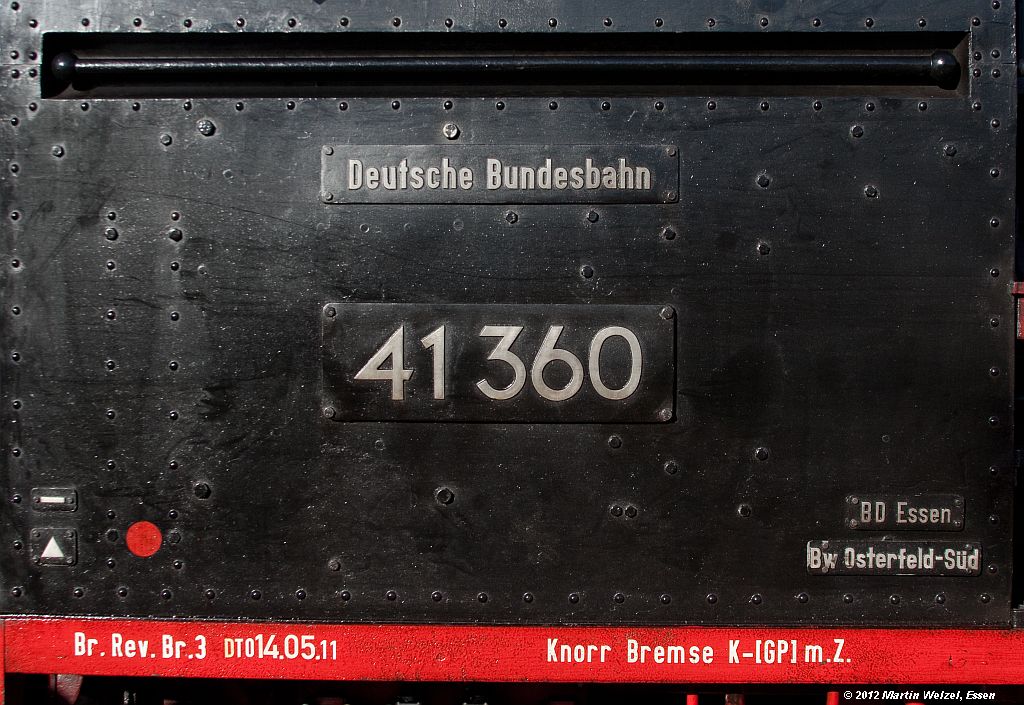 Deutsche Bundesbahn
41 360
BD Essen
Bw Osterfeld-Süd
Br. Rev. Br.3 DTO14.05.11
Knorr Bremse K-[GP] m.Z.
© 2012 Martin Welzel, Essen